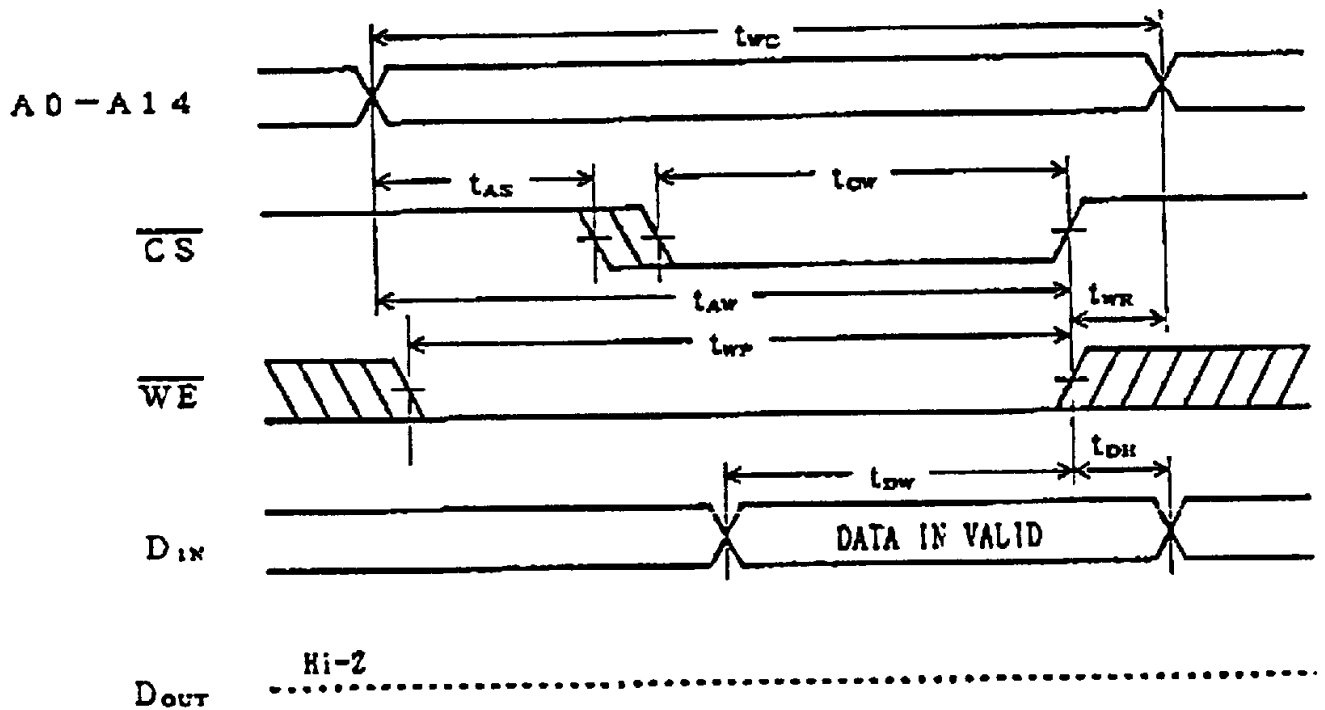 tWC
A0-A14
tAS
tCW
CS
tAW
tWR
tWP
WE
tDH
tDW
DIN
DATA IN VALID
Hi-Z
DOUT